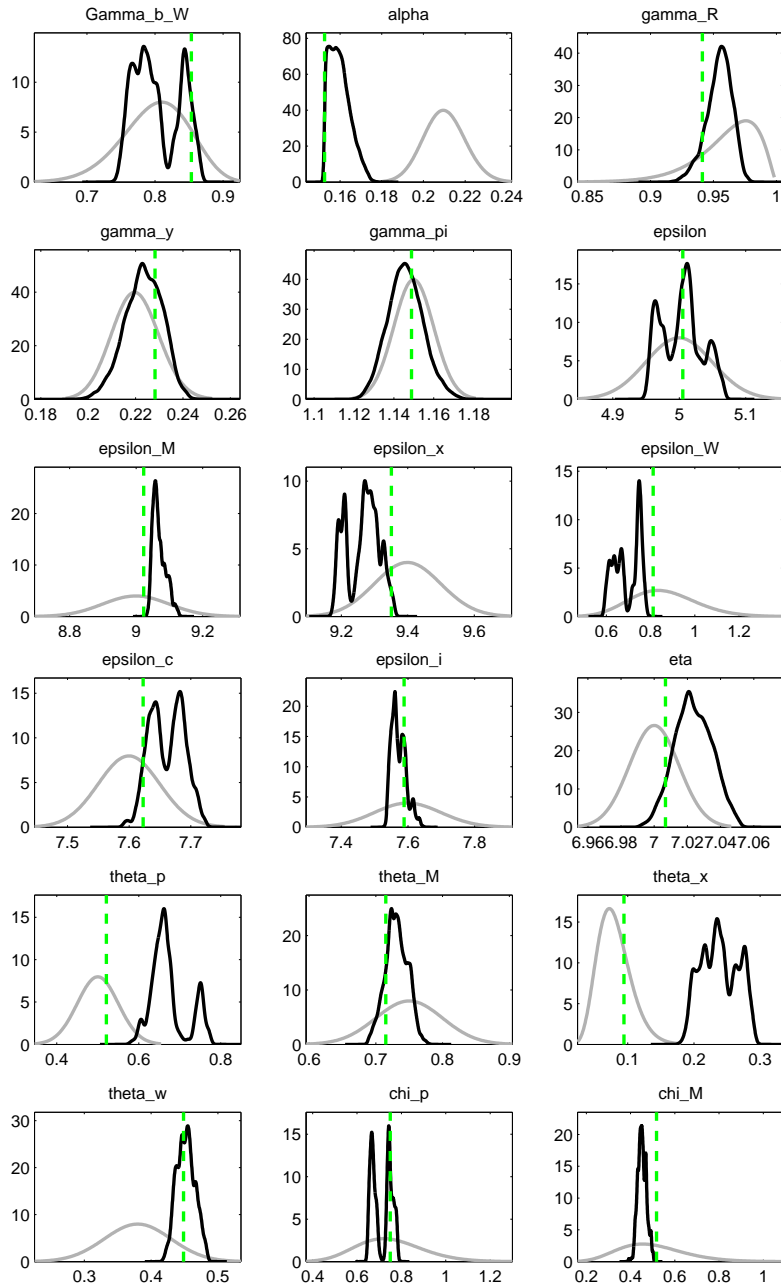 Gamma_b_W alpha gamma_R
0 5 10 0.7 0.8 0.9
0 20 40 60 80 0.16 0.18 0.2 0.22 0.24
0 10 20 30 40 0.85 0.9 0.95 1
gamma_y gamma_pi epsilon
0 20 40 0.18 0.2 0.22 0.24 0.26
0 10 20 30 40 1.1 1.12 1.14 1.16 1.18
0 5 10 15 4.9 5 5.1
epsilon_M epsilon_x epsilon_W
0 10 20 8.8 9 9.2
0 5 10 9.2 9.4 9.6
0 5 10 15 0.6 0.8 1 1.2
epsilon_c epsilon_i eta
0 5 10 15 7.5 7.6 7.7
0 5 10 15 20 7.4 7.6 7.8
0 10 20 30 6.96 6.98 7 7.02 7.04 7.06
theta_p theta_M theta_x
0 5 10 15 0.4 0.6 0.8
0 10 20 0.6 0.7 0.8 0.9
0 5 10 15 0.1 0.2 0.3
theta_w chi_p chi_M
0 10 20 30 0.3 0.4 0.5
0 5 10 15 0.4 0.6 0.8 1 1.2
0 5 10 15 20 0.2 0.4 0.6 0.8 1